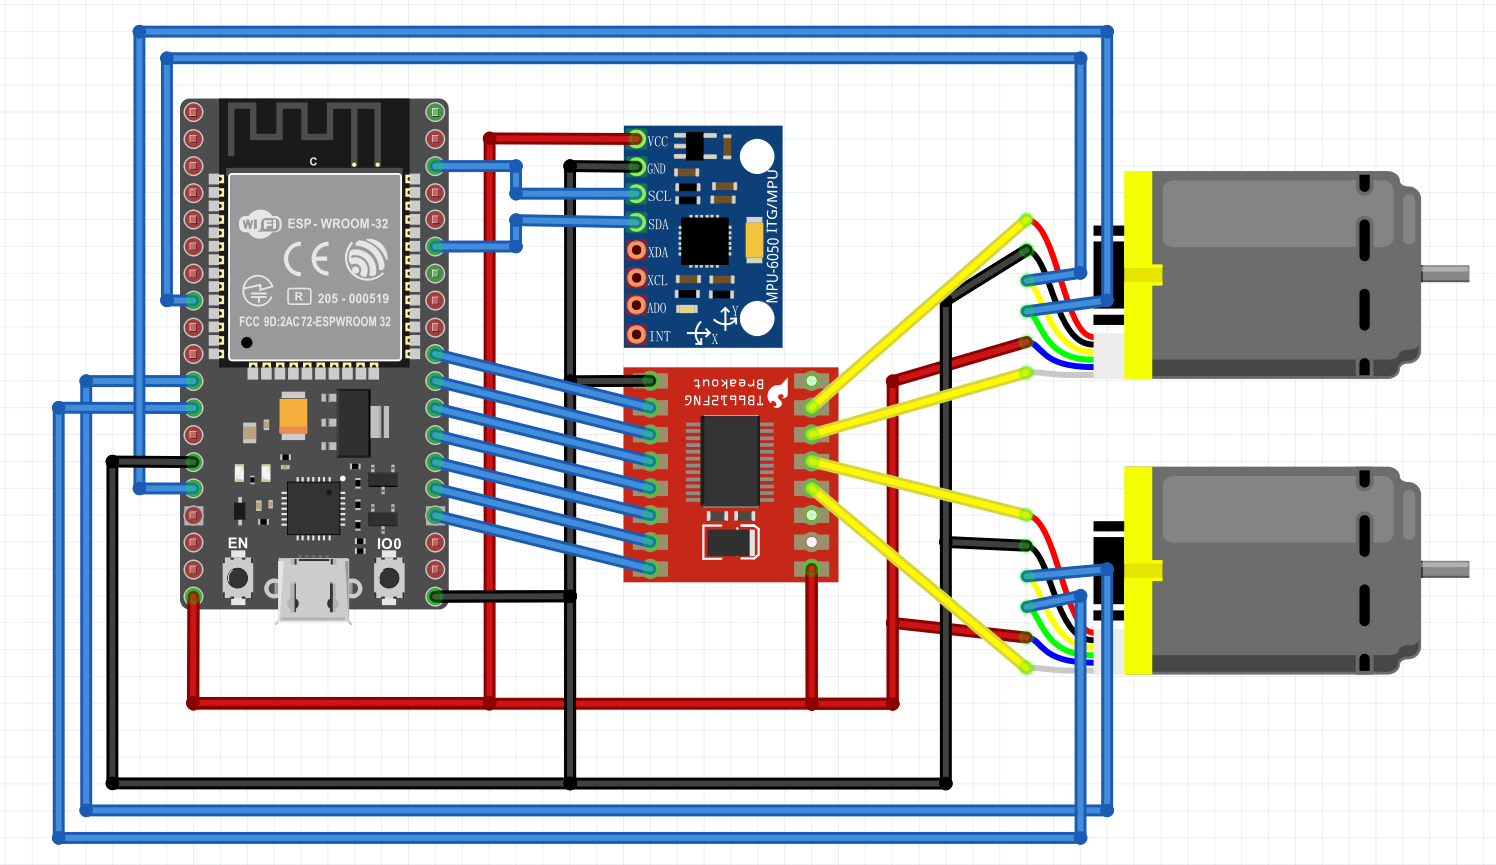 C
WiFi
ESP - WROOM-32
CE
R 205 - 000519
FCC 9D:2AC72-ESPWROOM 32
EN
IO0
VCC
GND
SCL
SDA
XDA
XCL
ADO
INT
MPU-6050 ITG/MPU
Y
X
Breakout
TB6612FNG